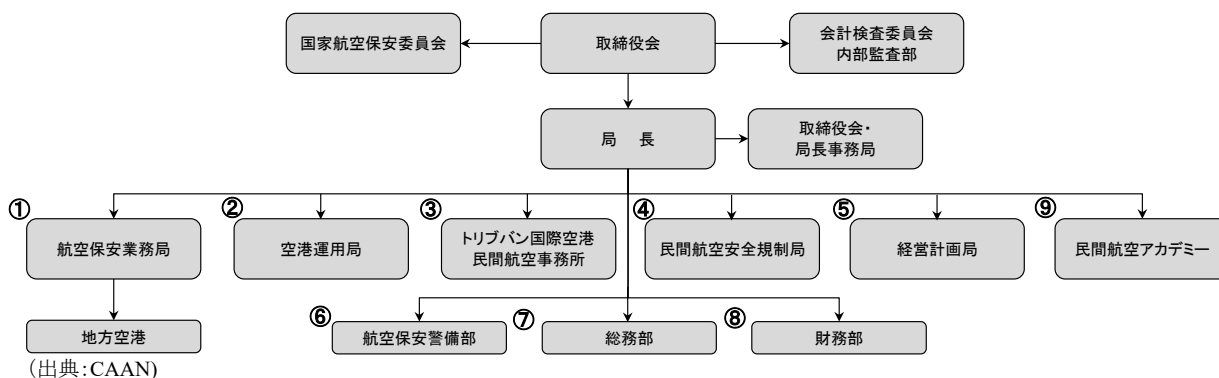 国家航空保安委員会
取締役会
会計検査委員会
内部監査部
局　長
取締役会・
局長事務局
①
航空保安業務局
②
空港運用局
③
トリブバン国際空港
民間航空事務所
④
民間航空安全規制局
⑤
経営計画局
⑨
民間航空アカデミー
地方空港
⑥
航空保安警備部
⑦
総務部
⑧
財務部
(出典:CAAN)